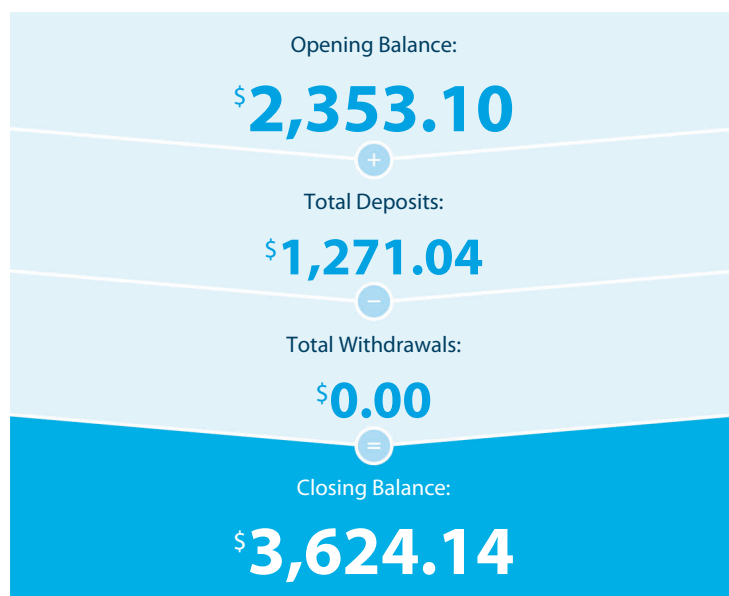 Opening Balance:
$2,353.10
+
Total Deposits:
$1,271.04
−
Total Withdrawals:
$0.00
=
Closing Balance:
$3,624.14